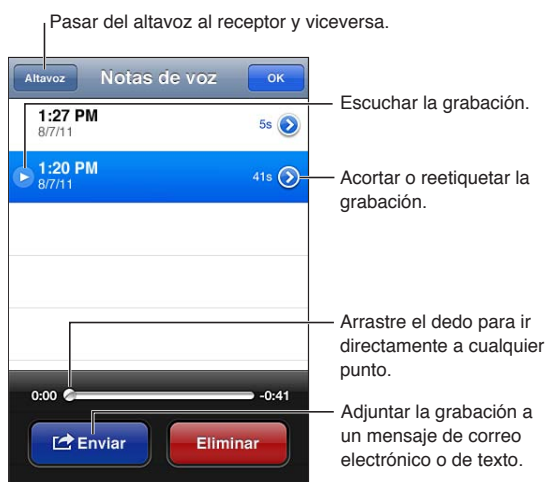 Pasar del altavoz al receptor y viceversa.
Altavoz Notas de voz OK
1:27 PM
8/7/11
5s
Escuchar la grabación.
1:20 PM
8/7/11
41s
Acortar o reetiquetar la
grabación.
Arrastre el dedo para ir
directamente a cualquier
punto.
0:00 -0:41
Enviar Eliminar
Adjuntar la grabación a
un mensaje de correo
electrónico o de texto.